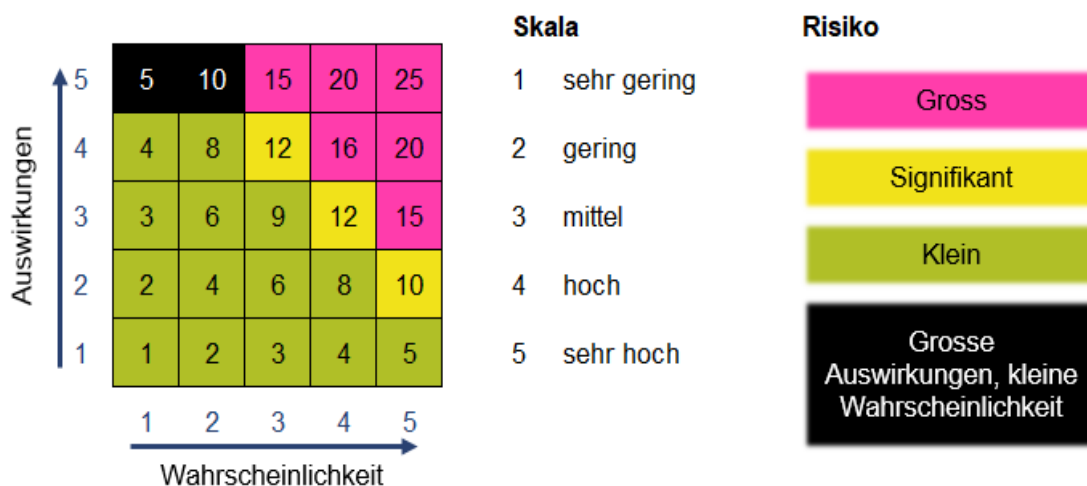 Skala
Risiko
Auswirkungen
5 5 10 15 20 25
4 4 8 12 16 20
3 3 6 9 12 15
2 2 4 6 8 10
1 1 2 3 4 5
1 2 3 4 5
Wahrscheinlichkeit
1 sehr gering
2 gering
3 mittel
4 hoch
5 sehr hoch
Gross
Signifikant
Klein
Grosse
Auswirkungen, kleine
Wahrscheinlichkeit